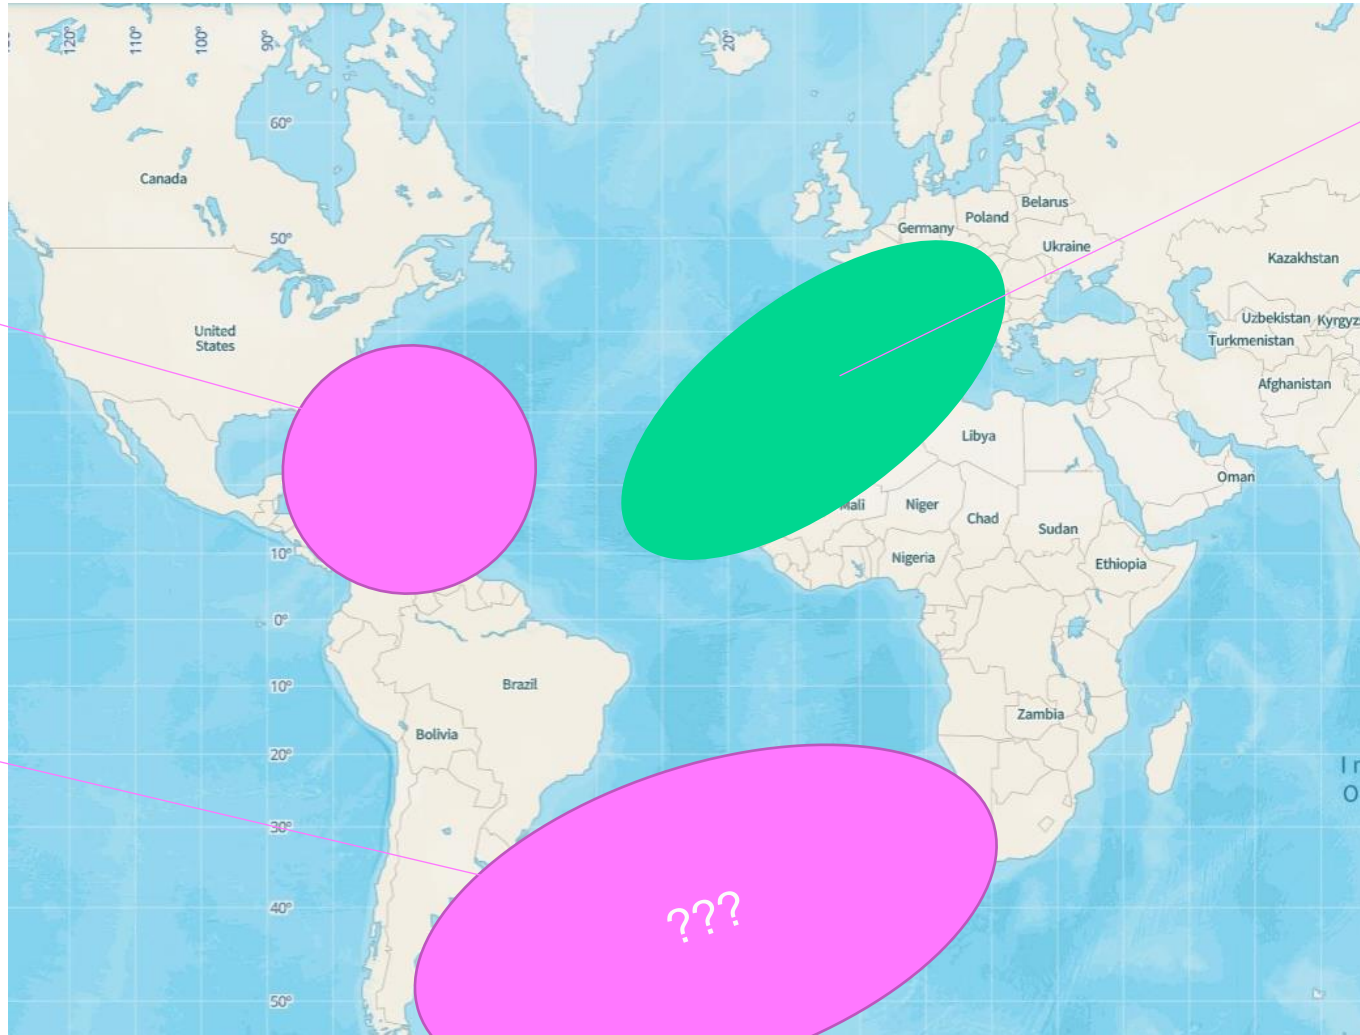 120°
110°
100°
90°
20°
60°
Canada
50°
Belarus
Poland
Germany
Ukraine
Kazakhstan
United
States
Uzbekistan
Turkmenistan
Afghanistan
Libya
Oman
Mali
Niger
Chad
Sudan
10°
Nigeria
Ethiopia
0°
10°
Brazil
Zambia
Bolivia
20°
30°
40°
???
50°